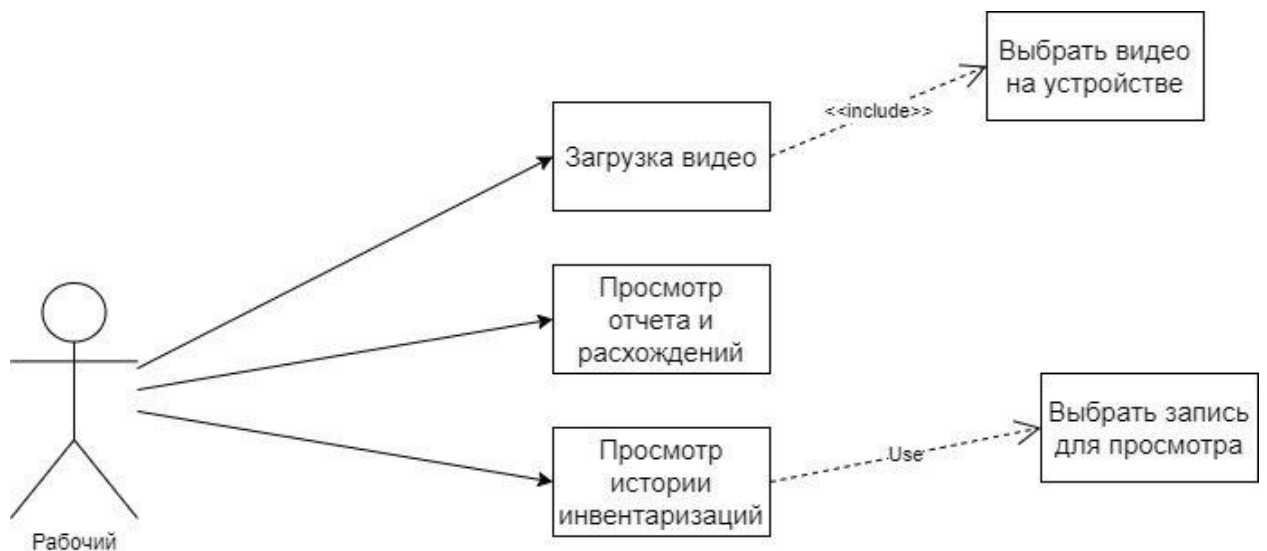 Выбрать видео
на устройстве
<<include>>
Загрузка видео
Просмотр
отчета и
расхождений
Выбрать запись
для просмотра
Use
Просмотр
истории
инвентаризаций
Рабочий